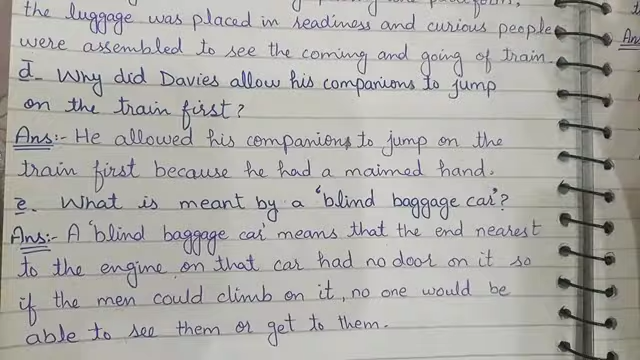 the luggage was placed in readiness and curious people
were assembled to see the coming and going of train.
d- Why did Davies allow his companions to jump
on the train first?
Ans:- He allowed his companions to jump on the
train first because he had a maimed hand.
e. What is meant by a 'blind baggage car'?
Ans:- A 'blind baggage car' means that the end nearest
to the engine on that car had no door on it so
if the men could climb on it, no one would be
able to see them or get to them.
Ans